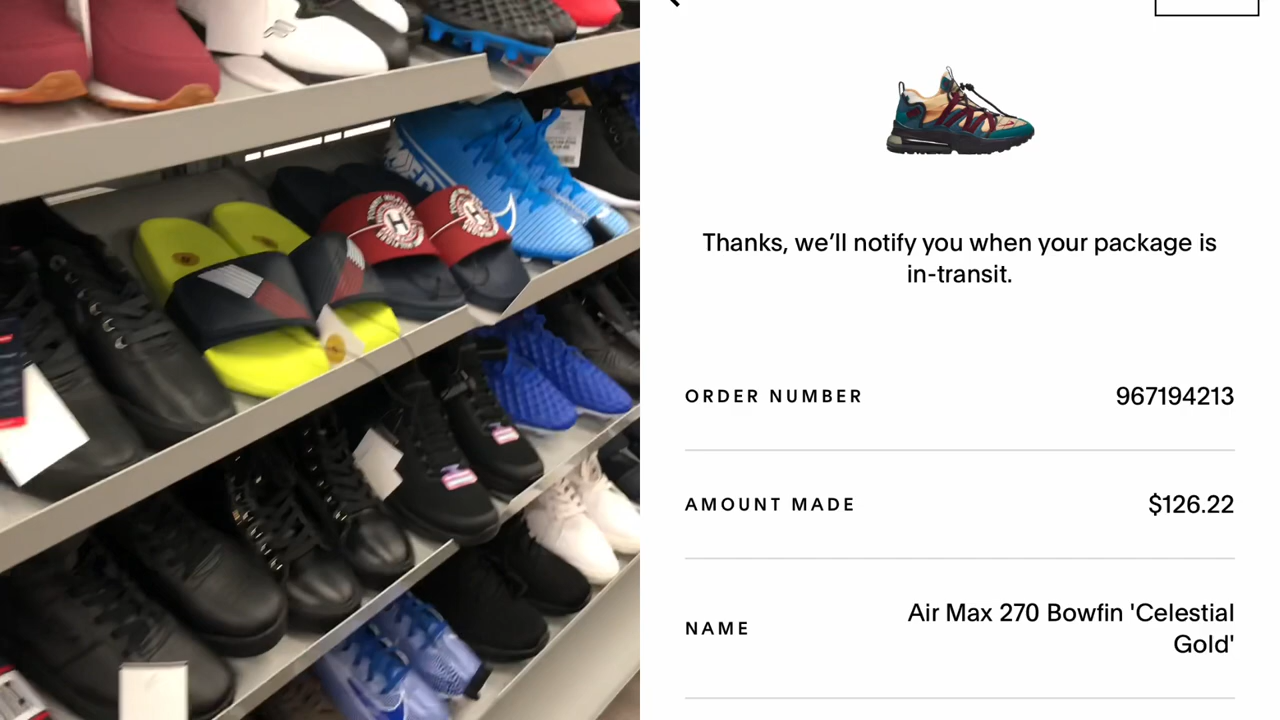 Thanks, we’ll notify you when your package is
in-transit.
ORDER NUMBER
967194213
AMOUNT MADE
$126.22
NAME
Air Max 270 Bowfin 'Celestial
Gold'